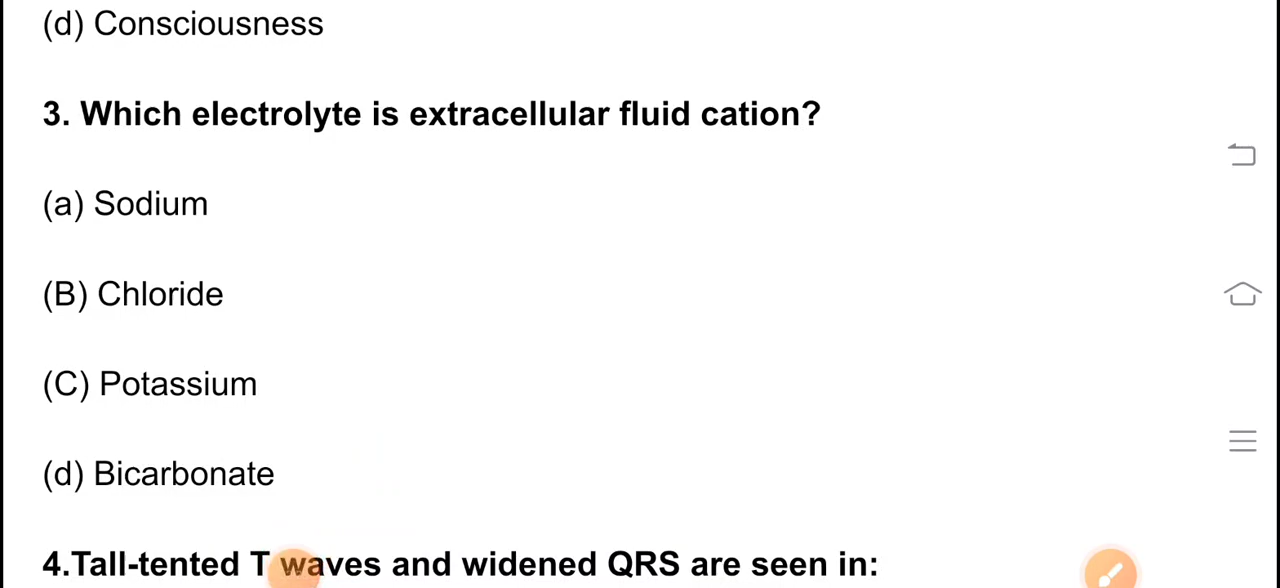 (d) Consciousness
3. Which electrolyte is extracellular fluid cation?
(a) Sodium
(B) Chloride
(C) Potassium
(d) Bicarbonate
4.Tall-tented T waves and widened QRS are seen in: